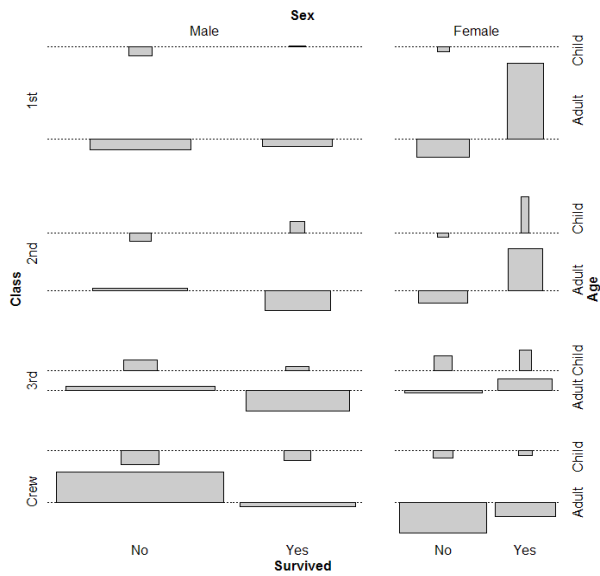 Sex
Male Female
1st Child
Adult
2nd Child
Adult
Class Age
3rd Child
Adult
Crew Child
Adult
No Yes No Yes
Survived